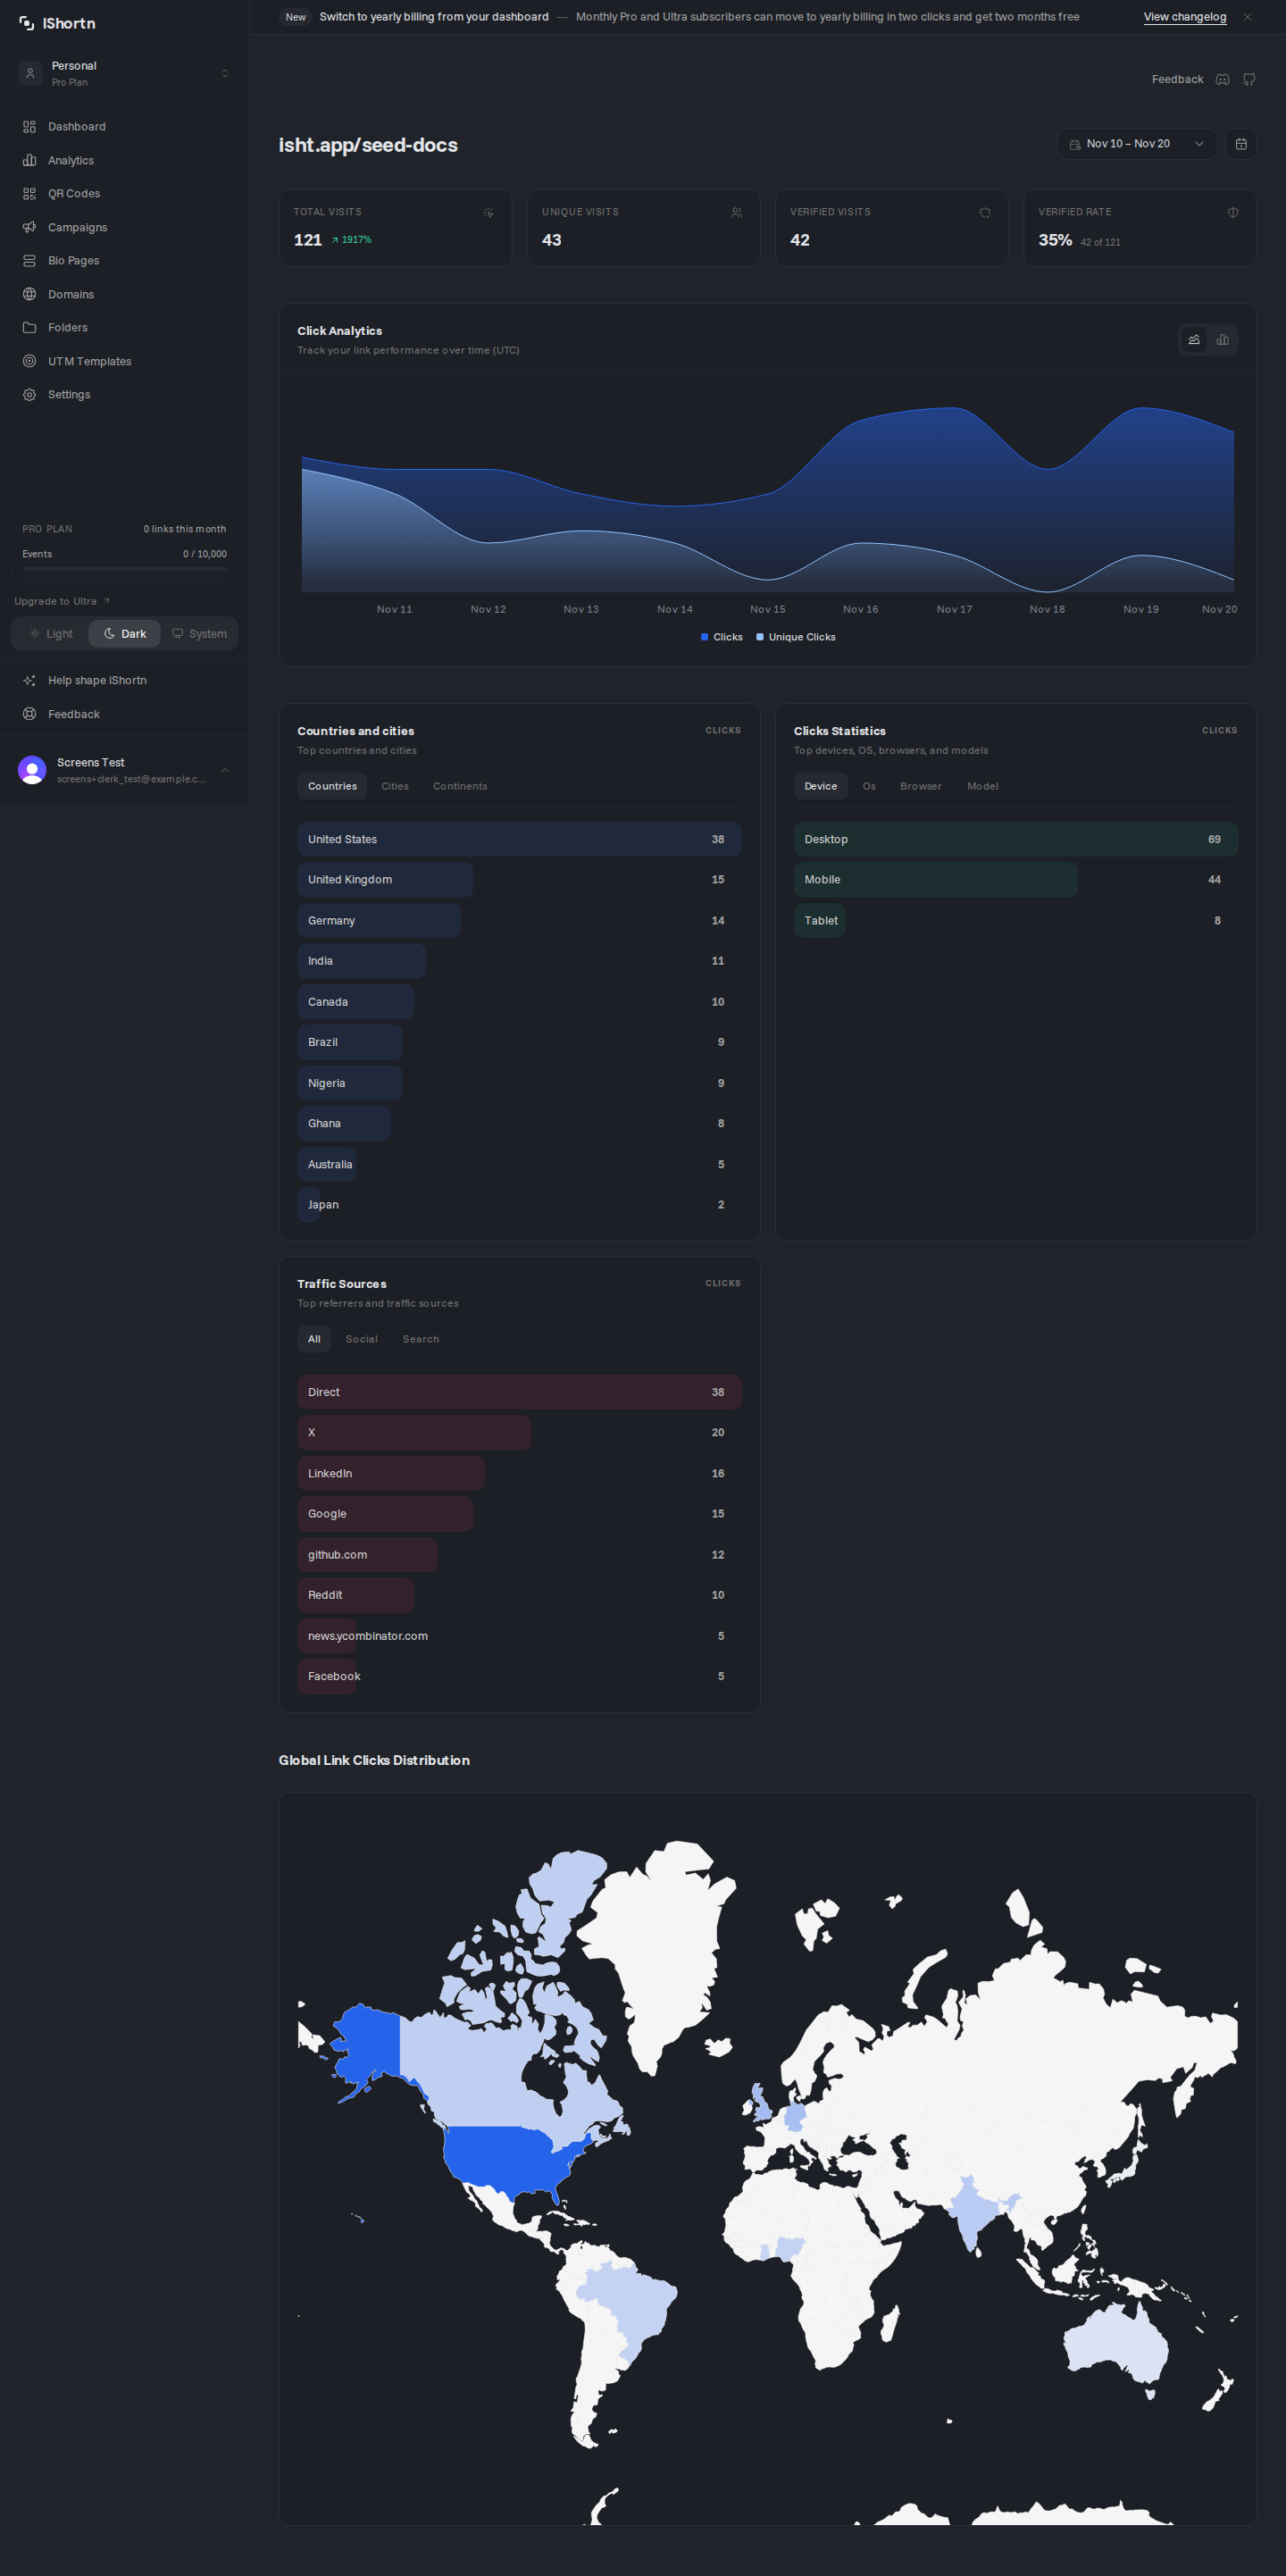 IShortn
Personal
Pro Plan
Dashboard
Analytics
QR Codes
Campaigns
Bio Pages
Domains
Folders
UTM Templates
Settings
PRO PLAN 0 links this month
Events 0 / 10,000
Upgrade to Ultra
Light Dark System
Help shape iShortn
Feedback
Screens Test
screens+clerk_test@example.c...
New Switch to yearly billing from your dashboard — Monthly Pro and Ultra subscribers can move to yearly billing in two clicks and get two months free View changelog
Feedback
isht.app/seed-docs
Nov 10 – Nov 20
TOTAL VISITS
121 1917%
UNIQUE VISITS
43
VERIFIED VISITS
42
VERIFIED RATE
35% 42 of 121
Click Analytics
Track your link performance over time (UTC)
Nov 11 Nov 12 Nov 13 Nov 14 Nov 15 Nov 16 Nov 17 Nov 18 Nov 19 Nov 20
Clicks Unique Clicks
Countries and cities CLICKS
Top countries and cities
Countries Cities Continents
United States 38
United Kingdom 15
Germany 14
India 11
Canada 10
Brazil 9
Nigeria 9
Ghana 8
Australia 5
Japan 2
Clicks Statistics CLICKS
Top devices, OS, browsers, and models
Device Os Browser Model
Desktop 69
Mobile 44
Tablet 8
Traffic Sources CLICKS
Top referrers and traffic sources
All Social Search
Direct 38
X 20
LinkedIn 16
Google 15
github.com 12
Reddit 10
news.ycombinator.com 5
Facebook 5
Global Link Clicks Distribution